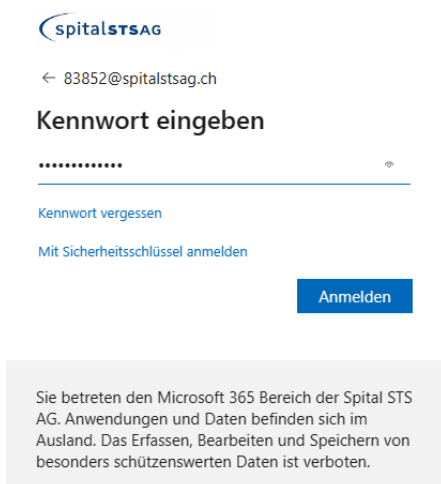 spitalSTSAG
← 83852@spitalstsag.ch
Kennwort eingeben
•••••••••••••
Kennwort vergessen
Mit Sicherheitsschlüssel anmelden
Anmelden
Sie betreten den Microsoft 365 Bereich der Spital STS
AG. Anwendungen und Daten befinden sich im
Ausland. Das Erfassen, Bearbeiten und Speichern von
besonders schützenswerten Daten ist verboten.